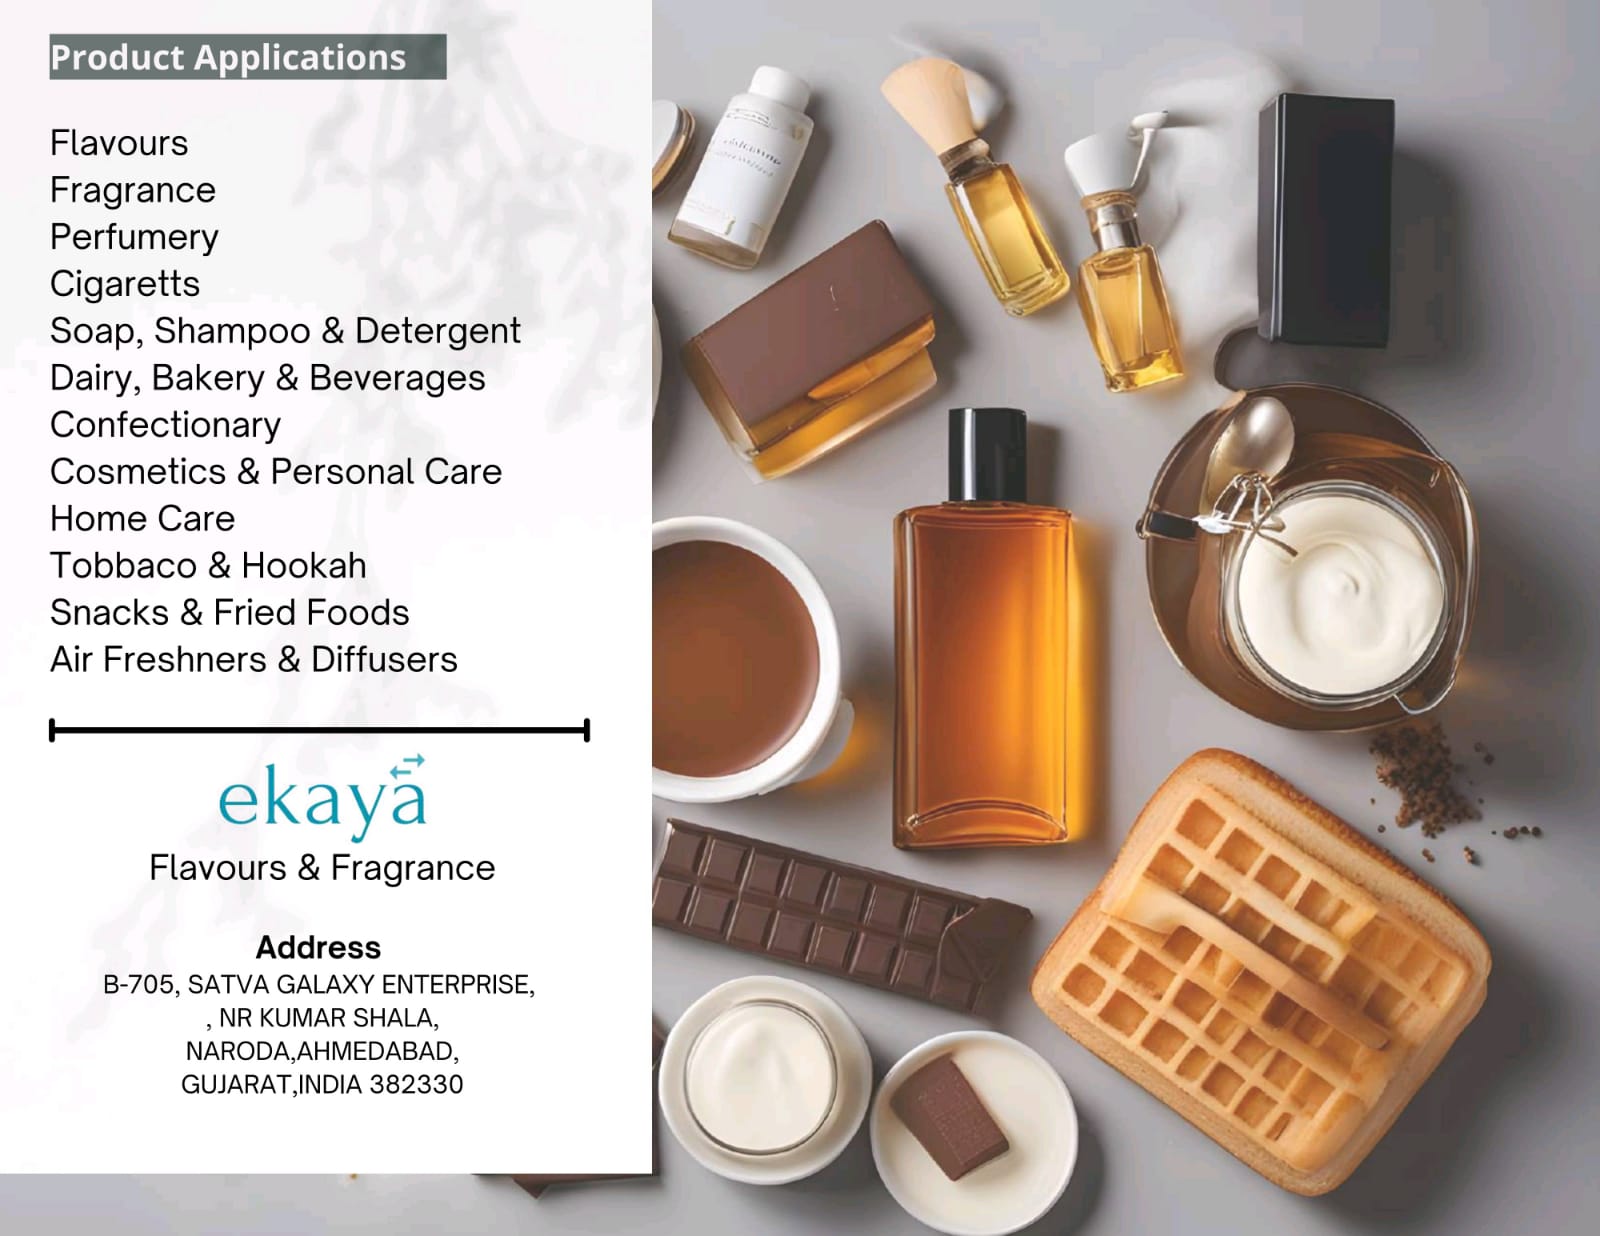 Product Applications
Flavours
Fragrance
Perfumery
Cigaretts
Soap, Shampoo & Detergent
Dairy, Bakery & Beverages
Confectionary
Cosmetics & Personal Care
Home Care
Tobbaco & Hookah
Snacks & Fried Foods
Air Freshners & Diffusers
ekaya
Flavours & Fragrance
Address
B-705, SATVA GALAXY ENTERPRISE,
, NR KUMAR SHALA,
NARODA,AHMEDABAD,
GUJARAT,INDIA 382330